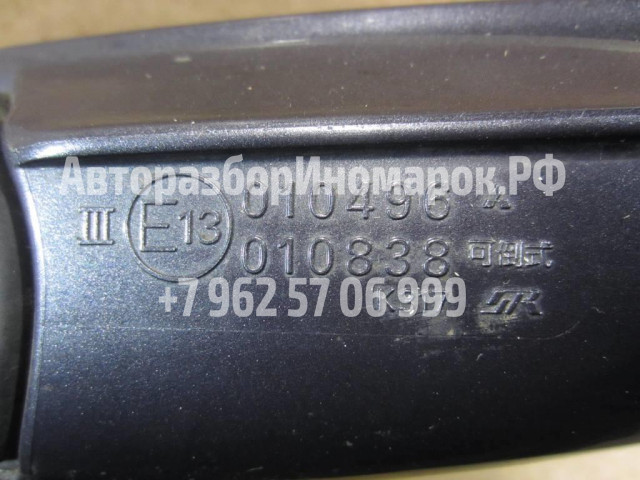 АвторазборИномарок.РФ
III E13 010496
010838 可倒式
+7 962 57 06 999